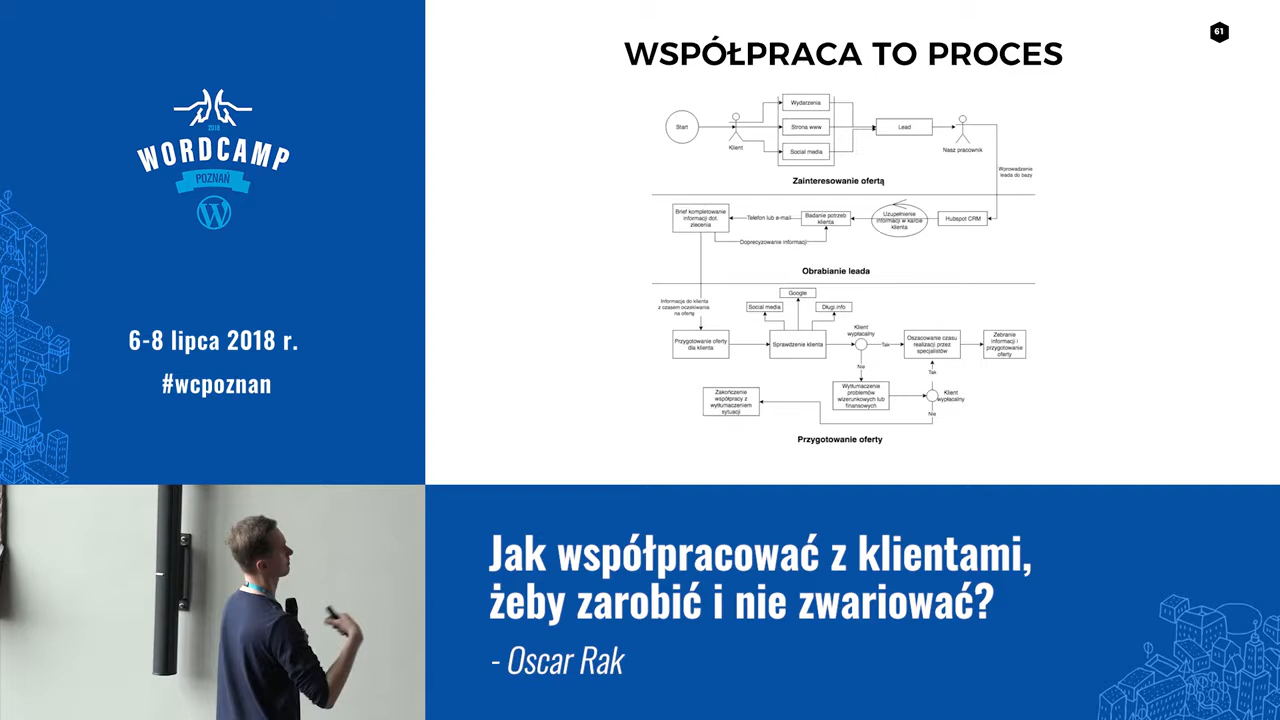 2018
WORDCAMP
POZNAŃ
6-8 lipca 2018 r.
#wcpoznan
61
WSPÓŁPRACA TO PROCES
Start
Klient
Wydarzenia
Strona www
Social media
Lead
Nasz pracownik
Zainteresowanie ofertą
Wprowadzenie
leada do bazy
Brief kompletowanie
informacji dot.
zlecenia
Telefon lub e-mail
Badanie potrzeb
klienta
Uzupełnienie
informacji w karcie
klienta
Hubspot CRM
Doprecyzowanie informacji
Obrabianie leada
Informacja do klienta
z czasem oczekiwania
na ofertę
Google
Social media
Długi.info
Przygotowanie oferty
dla klienta
Sprawdzenie klienta
Klient
wypłacalny
Tak
Oszacowanie czasu
realizacji przez
specjalistów
Zebranie
informacji i
przygotowanie
oferty
Nie
Tak
Zakończenie
współpracy z
wytłumaczeniem
sytuacji
Wytłumaczenie
problemów
wizerunkowych lub
finansowych
Klient
wypłacalny
Nie
Przygotowanie oferty
Jak współpracować z klientami,
żeby zarobić i nie zwariować?
- Oscar Rak